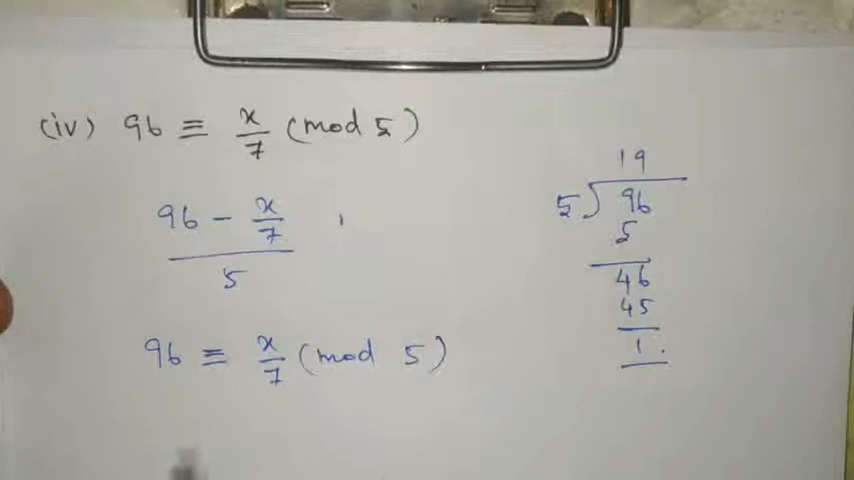 (iv) 96 ≡ x/7 (mod 5)
96 - x/7
5
96 ≡ x/7 (mod 5)
19
5) 96
5
46
45
1.